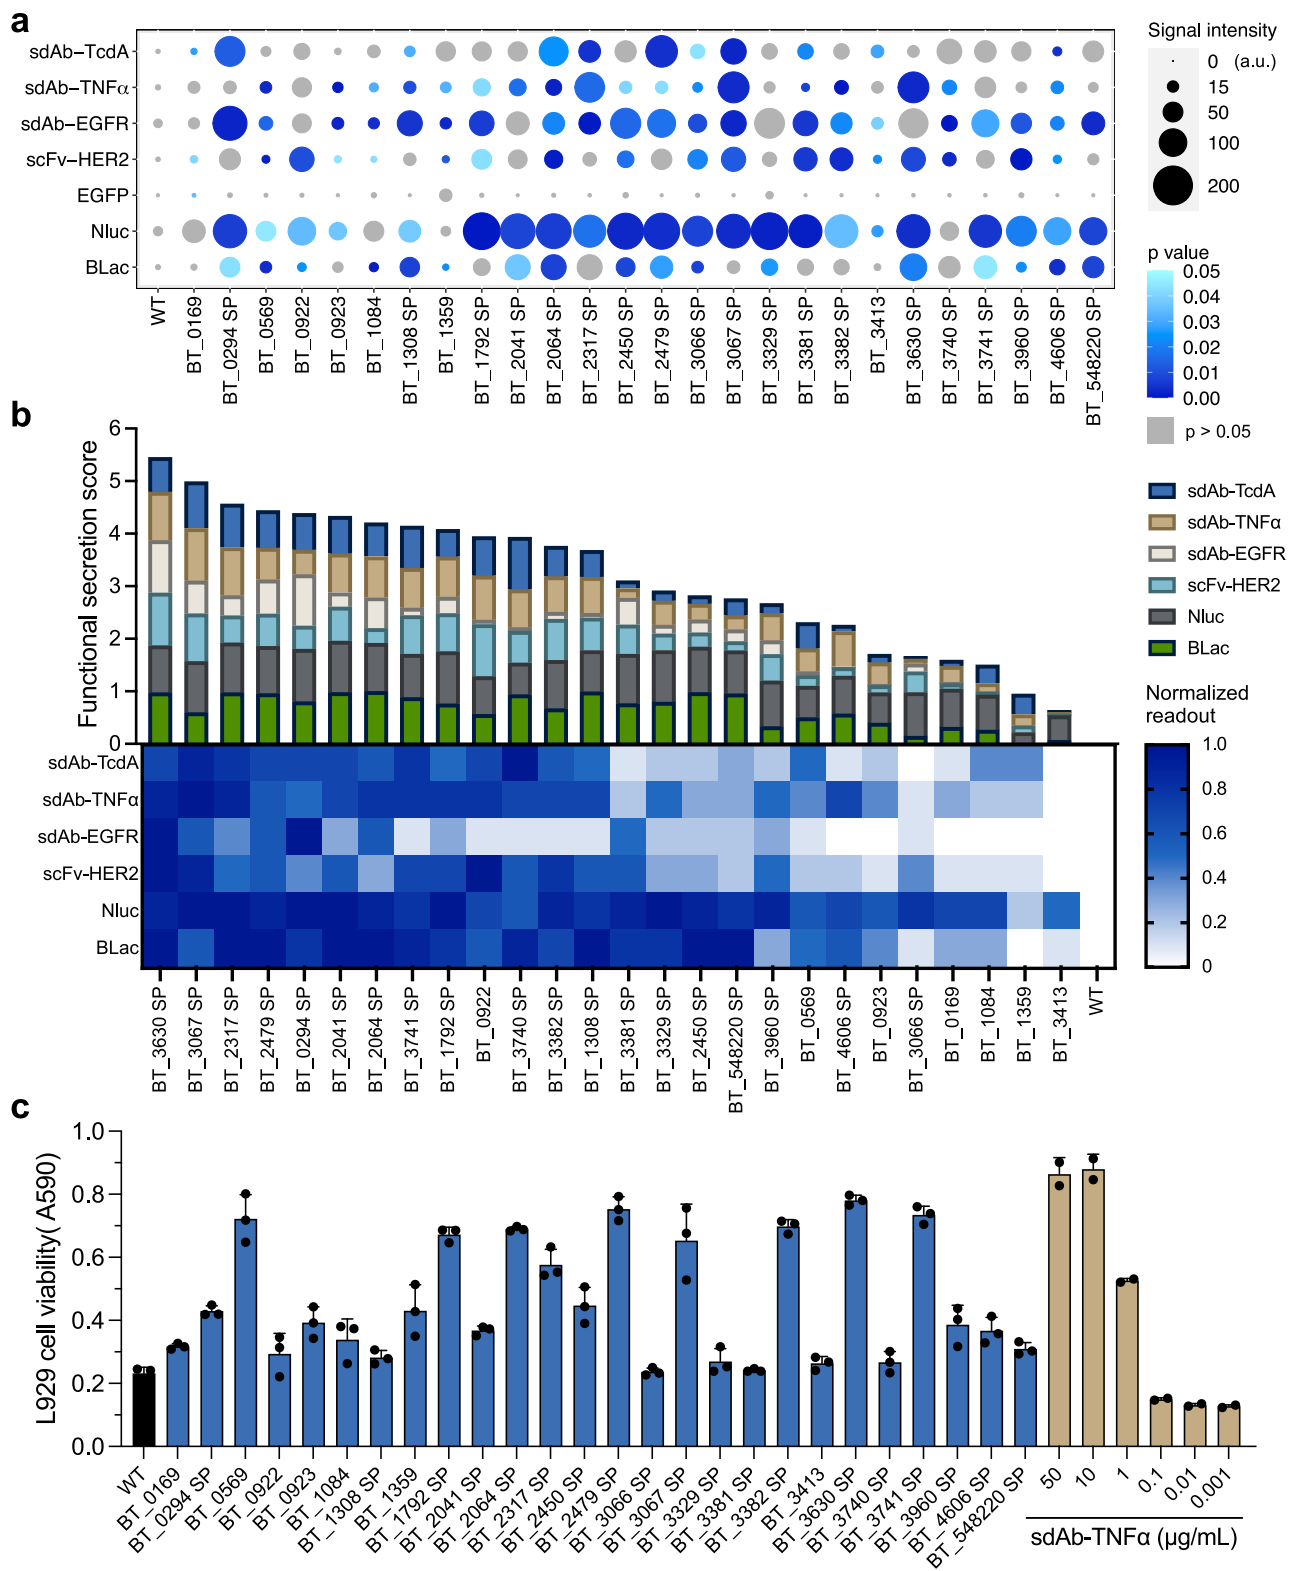 a
sdAb−TcdA
sdAb−TNFα
sdAb−EGFR
scFv−HER2
EGFP
Nluc
BLac
WT
BT_0169
BT_0294 SP
BT_0569
BT_0922
BT_0923
BT_1084
BT_1308 SP
BT_1359
BT_1792 SP
BT_2041 SP
BT_2064 SP
BT_2317 SP
BT_2450 SP
BT_2479 SP
BT_3066 SP
BT_3067 SP
BT_3329 SP
BT_3381 SP
BT_3382 SP
BT_3413
BT_3630 SP
BT_3740 SP
BT_3741 SP
BT_3960 SP
BT_4606 SP
BT_548220 SP
Signal intensity
0 (a.u.)
15
50
100
200
p value
0.05
0.04
0.03
0.02
0.01
0.00
p > 0.05
b
Functional secretion score
6
5
4
3
2
1
0
sdAb-TcdA
sdAb-TNFα
sdAb-EGFR
scFv-HER2
Nluc
BLac
Normalized
readout
1.0
0.8
0.6
0.4
0.2
0
sdAb−TcdA
sdAb−TNFα
sdAb−EGFR
scFv-HER2
Nluc
BLac
BT_3630 SP
BT_3067 SP
BT_2317 SP
BT_2479 SP
BT_0294 SP
BT_2041 SP
BT_2064 SP
BT_3741 SP
BT_1792 SP
BT_0922
BT_3740 SP
BT_3382 SP
BT_1308 SP
BT_3381 SP
BT_3329 SP
BT_2450 SP
BT_548220 SP
BT_3960 SP
BT_0569
BT_4606 SP
BT_0923
BT_3066 SP
BT_0169
BT_1084
BT_1359
BT_3413
WT
c
L929 cell viability( A590)
1.0
0.8
0.6
0.4
0.2
0.0
WT
BT_0169
BT_0294 SP
BT_0569
BT_0922
BT_0923
BT_1084
BT_1308 SP
BT_1359
BT_1792 SP
BT_2041 SP
BT_2064 SP
BT_2317 SP
BT_2450 SP
BT_2479 SP
BT_3066 SP
BT_3067 SP
BT_3329 SP
BT_3381 SP
BT_3382 SP
BT_3413
BT_3630 SP
BT_3740 SP
BT_3741 SP
BT_3960 SP
BT_4606 SP
BT_548220 SP
50
10
1
0.1
0.01
0.001
sdAb-TNFα (μg/mL)